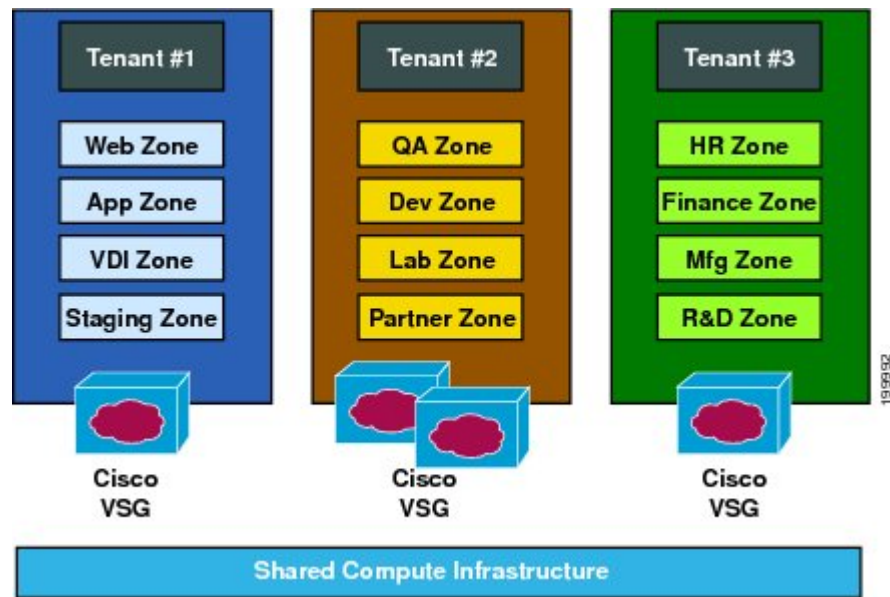 Tenant #1
Web Zone
App Zone
VDI Zone
Staging Zone
Cisco
VSG
Tenant #2
QA Zone
Dev Zone
Lab Zone
Partner Zone
Cisco
VSG
Tenant #3
HR Zone
Finance Zone
Mfg Zone
R&D Zone
Cisco
VSG
199992
Shared Compute Infrastructure